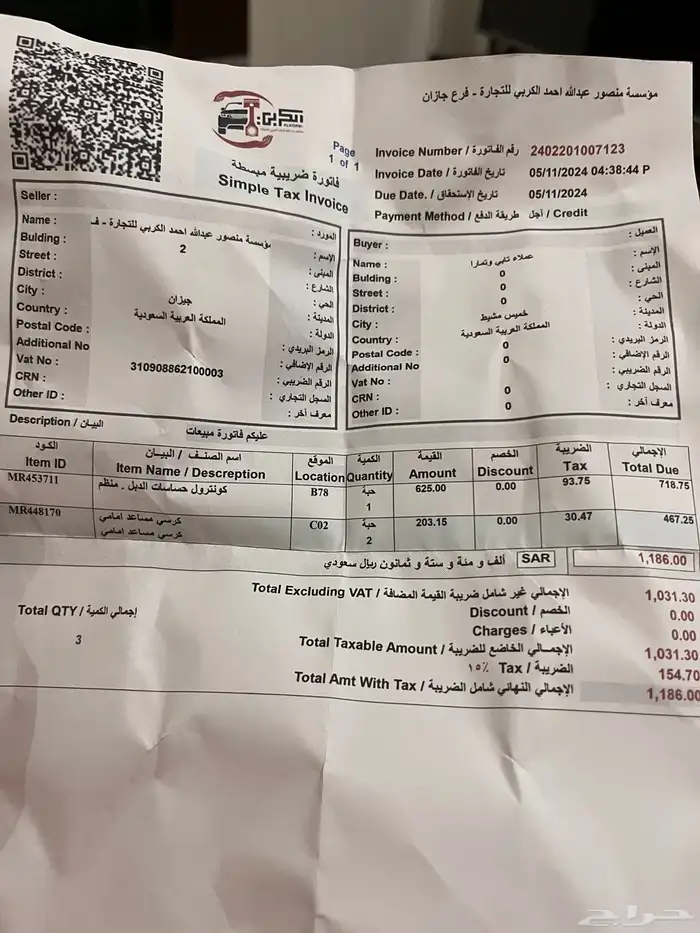 مؤسسة منصور عبدالله احمد الكربي للتجارة - فرع جازان
الكربي
ALKORBI
Page
1 of 1
فاتورة ضريبية مبسطة
Simple Tax Invoice
Invoice Number / رقم الفاتورة 2402201007123
Invoice Date / تاريخ الفاتورة 05/11/2024 04:38:44 P
Due Date. / تاريخ الإستحقاق 05/11/2024
Payment Method / طريقة الدفع آجل / Credit
Seller : المورد :
Name : مؤسسة منصور عبدالله احمد الكربي للتجارة - ف الإسم :
Bulding : 2 المبنى :
Street : الشارع :
District : الحي :
City : جيزان المدينة :
Country : المملكة العربية السعودية الدولة :
Postal Code : الرمز البريدي :
Additional No الرقم الإضافي :
Vat No : 310908862100003 الرقم الضريبي :
CRN : السجل التجاري :
Other ID : معرف آخر :
Buyer : العميل :
Name : عملاء تابي وتمارا الإسم :
Bulding : 0 المبنى :
Street : 0 الشارع :
District : 0 الحي :
City : خميس مشيط المدينة :
Country : المملكة العربية السعودية الدولة :
Postal Code : 0 الرمز البريدي :
Additional No 0 الرقم الإضافي :
Vat No : الرقم الضريبي :
CRN : 0 السجل التجاري :
Other ID : 0 معرف آخر :
Description / البيـان عليكم فاتورة مبيعات
الكـود اسم الصنـف / البيـــان الموقع الكمية القيمة الخصم الضريبة الإجمالي
Item ID Item Name / Descreption Location Quantity Amount Discount Tax Total Due
MR453711 كونترول حساسات الدبل . منظم B78 حبة 1 625.00 0.00 93.75 718.75
MR448170 كرسي مساعد امامي C02 حبة 2 203.15 0.00 30.47 467.25
كرسي مساعد امامي
ألف و مئة و ستة و ثمانون ريال سعودي SAR 1,186.00
Total Excluding VAT / الإجمالي غير شامل ضريبة القيمة المضافة 1,031.30
Discount / الخصم 0.00
Charges / الأعباء 0.00
Total Taxable Amount / الإجمـالي الخاضع للضريبة 1,031.30
١٥٪ Tax / الضريبة 154.70
Total Amt With Tax / الإجمالي النهائي شامل الضريبة 1,186.00
Total QTY / إجمالي الكمية
3
حراج